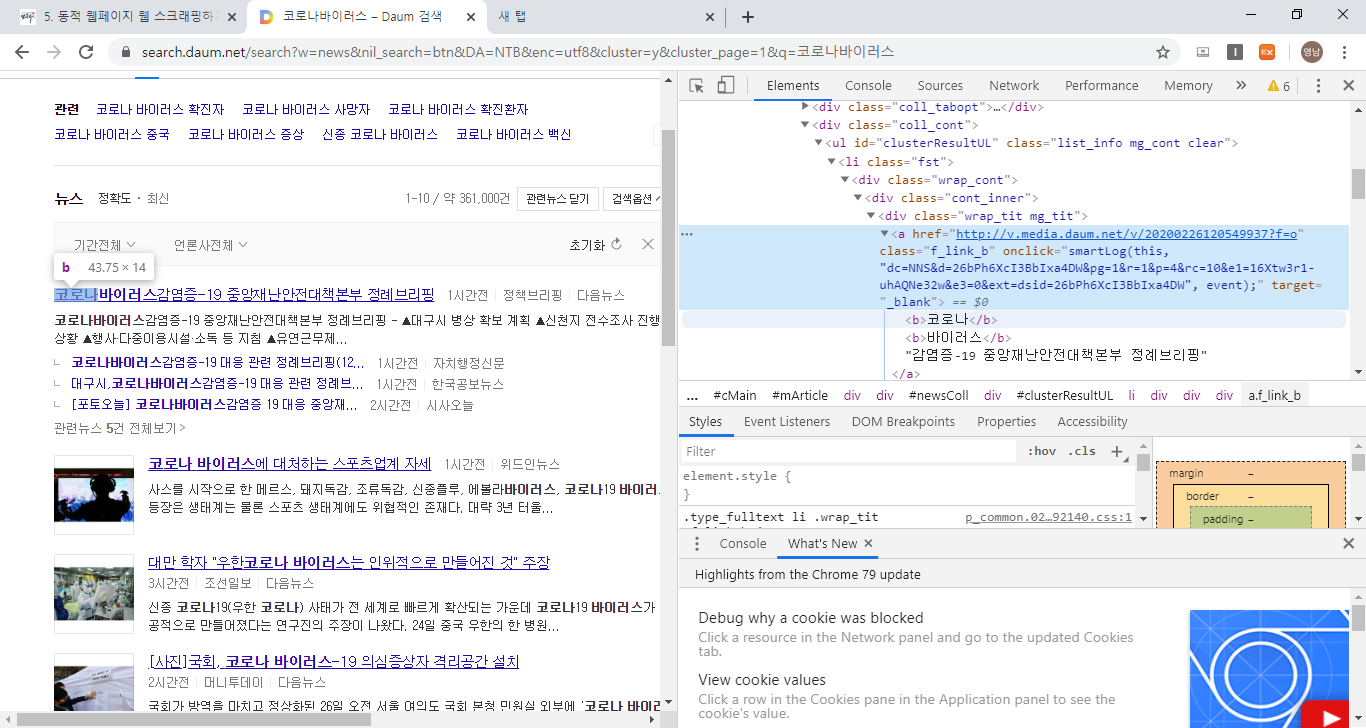 5. 동적 웹페이지 웹 스크래핑하기
코로나바이러스 – Daum 검색
새 탭
search.daum.net/search?w=news&nil_search=btn&DA=NTB&enc=utf8&cluster=y&cluster_page=1&q=코로나바이러스
영남
관련 코로나 바이러스 확진자 코로나 바이러스 사망자 코로나 바이러스 확진환자
코로나 바이러스 중국 코로나 바이러스 증상 신종 코로나 바이러스 코로나 바이러스 백신
뉴스 정확도 · 최신 1-10 / 약 361,000건 관련뉴스 닫기 검색옵션
기간전체 언론사전체 초기화
b 43.75 × 14
코로나바이러스감염증-19 중앙재난안전대책본부 정례브리핑 1시간전 정책브리핑 다음뉴스
코로나바이러스감염증-19 중앙재난안전대책본부 정례브리핑 - ▲대구시 병상 확보 계획 ▲신천지 전수조사 진행
상황 ▲행사·다중이용시설·소독 등 지침 ▲유연근무제...
코로나바이러스감염증-19 대응 관련 정례브리핑(12... 1시간전 자치행정신문
대구시,코로나바이러스감염증-19 대응 관련 정례브... 1시간전 한국공보뉴스
[포토오늘] 코로나바이러스감염증 19 대응 중앙재... 2시간전 시사오늘
관련뉴스 5건 전체보기 >
코로나 바이러스에 대처하는 스포츠업계 자세 1시간전 위드인뉴스
사스를 시작으로 한 메르스, 돼지독감, 조류독감, 신종플루, 에볼라바이러스, 코로나19 바이러
등장은 생태계는 물론 스포츠 생태계에도 위협적인 존재다. 대략 3년 터울...
대만 학자 "우한코로나 바이러스는 인위적으로 만들어진 것" 주장
3시간전 조선일보 다음뉴스
신종 코로나19(우한 코로나) 사태가 전 세계로 빠르게 확산되는 가운데 코로나19 바이러스가
공적으로 만들어졌다는 연구진의 주장이 나왔다. 24일 중국 우한의 한 병원...
[사진]국회, 코로나 바이러스-19 의심증상자 격리공간 설치
2시간전 머니투데이 다음뉴스
국회가 방역을 마치고 정상화된 26일 오전 서울 여의도 국회 본청 민원실 외부에 '코로나 바이러
Elements Console Sources Network Performance Memory » 6
<div class="coll_tabopt">…</div>
<div class="coll_cont">
<ul id="clusterResultUL" class="list_info mg_cont clear">
<li class="fst">
<div class="wrap_cont">
<div class="cont_inner">
<div class="wrap_tit mg_tit">
<a href="http://v.media.daum.net/v/20200226120549937?f=o"
class="f_link_b" onclick="smartLog(this,
"dc=NNS&d=26bPh6XcI3BbIxa4DW&pg=1&r=1&p=4&rc=10&e1=16Xtw3r1-
uhAQNe32w&e3=0&ext=dsid=26bPh6XcI3BbIxa4DW", event);" target=
"_blank"> == $0
<b>코로나</b>
<b>바이러스</b>
"감염증-19 중앙재난안전대책본부 정례브리핑"
</a>
... #cMain #mArticle div div #newsColl div #clusterResultUL li div div div a.f_link_b
Styles Event Listeners DOM Breakpoints Properties Accessibility
Filter :hov .cls +
element.style {
}
.type_fulltext li .wrap_tit p_common.02…92140.css:1
margin –
border –
padding –
Console What's New ×
Highlights from the Chrome 79 update
Debug why a cookie was blocked
Click a resource in the Network panel and go to the updated Cookies
tab.
View cookie values
Click a row in the Cookies pane in the Application panel to see the
cookie's value.